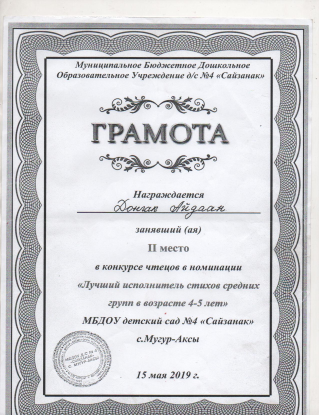 Муниципальное Бюджетное Дошкольное
Образовательное Учреждение д/с №4 «Сайзанак»
ГРАМОТА
Награждается
Донгак Айдаан
занявший (ая)
II место
в конкурсе чтецов в номинации
«Лучший исполнитель стихов средних
групп в возрасте 4-5 лет»
МБДОУ детский сад №4 «Сайзанак»
с.Мугур-Аксы
15 мая 2019 г.